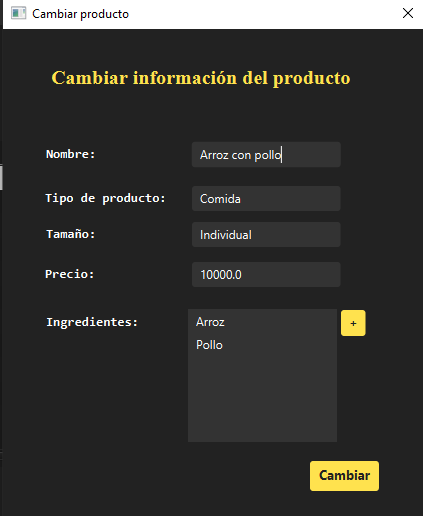 Cambiar producto
Cambiar información del producto
Nombre: Arroz con pollo
Tipo de producto: Comida
Tamaño: Individual
Precio: 10000.0
Ingredientes: Arroz +
Pollo
Cambiar